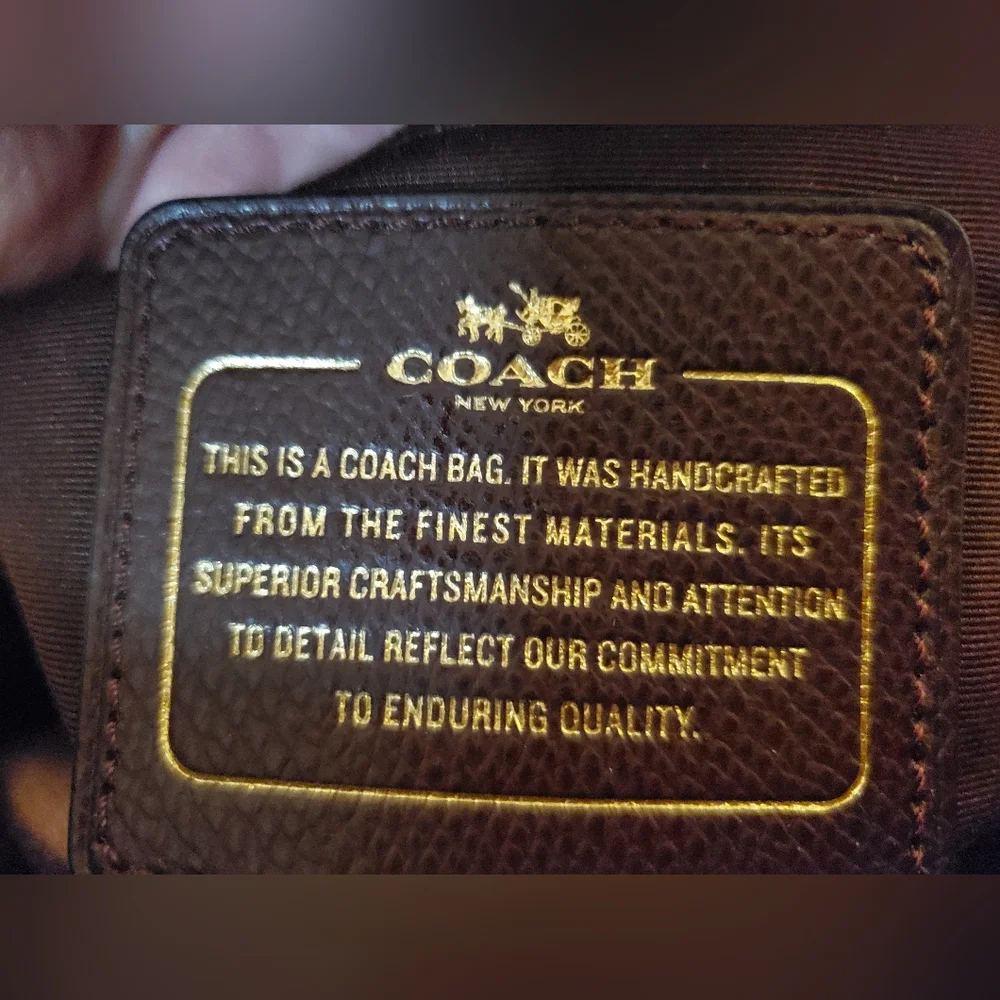 COACH
NEW YORK
THIS IS A COACH BAG. IT WAS HANDCRAFTED
FROM THE FINEST MATERIALS. ITS
SUPERIOR CRAFTSMANSHIP AND ATTENTION
TO DETAIL REFLECT OUR COMMITMENT
TO ENDURING QUALITY.